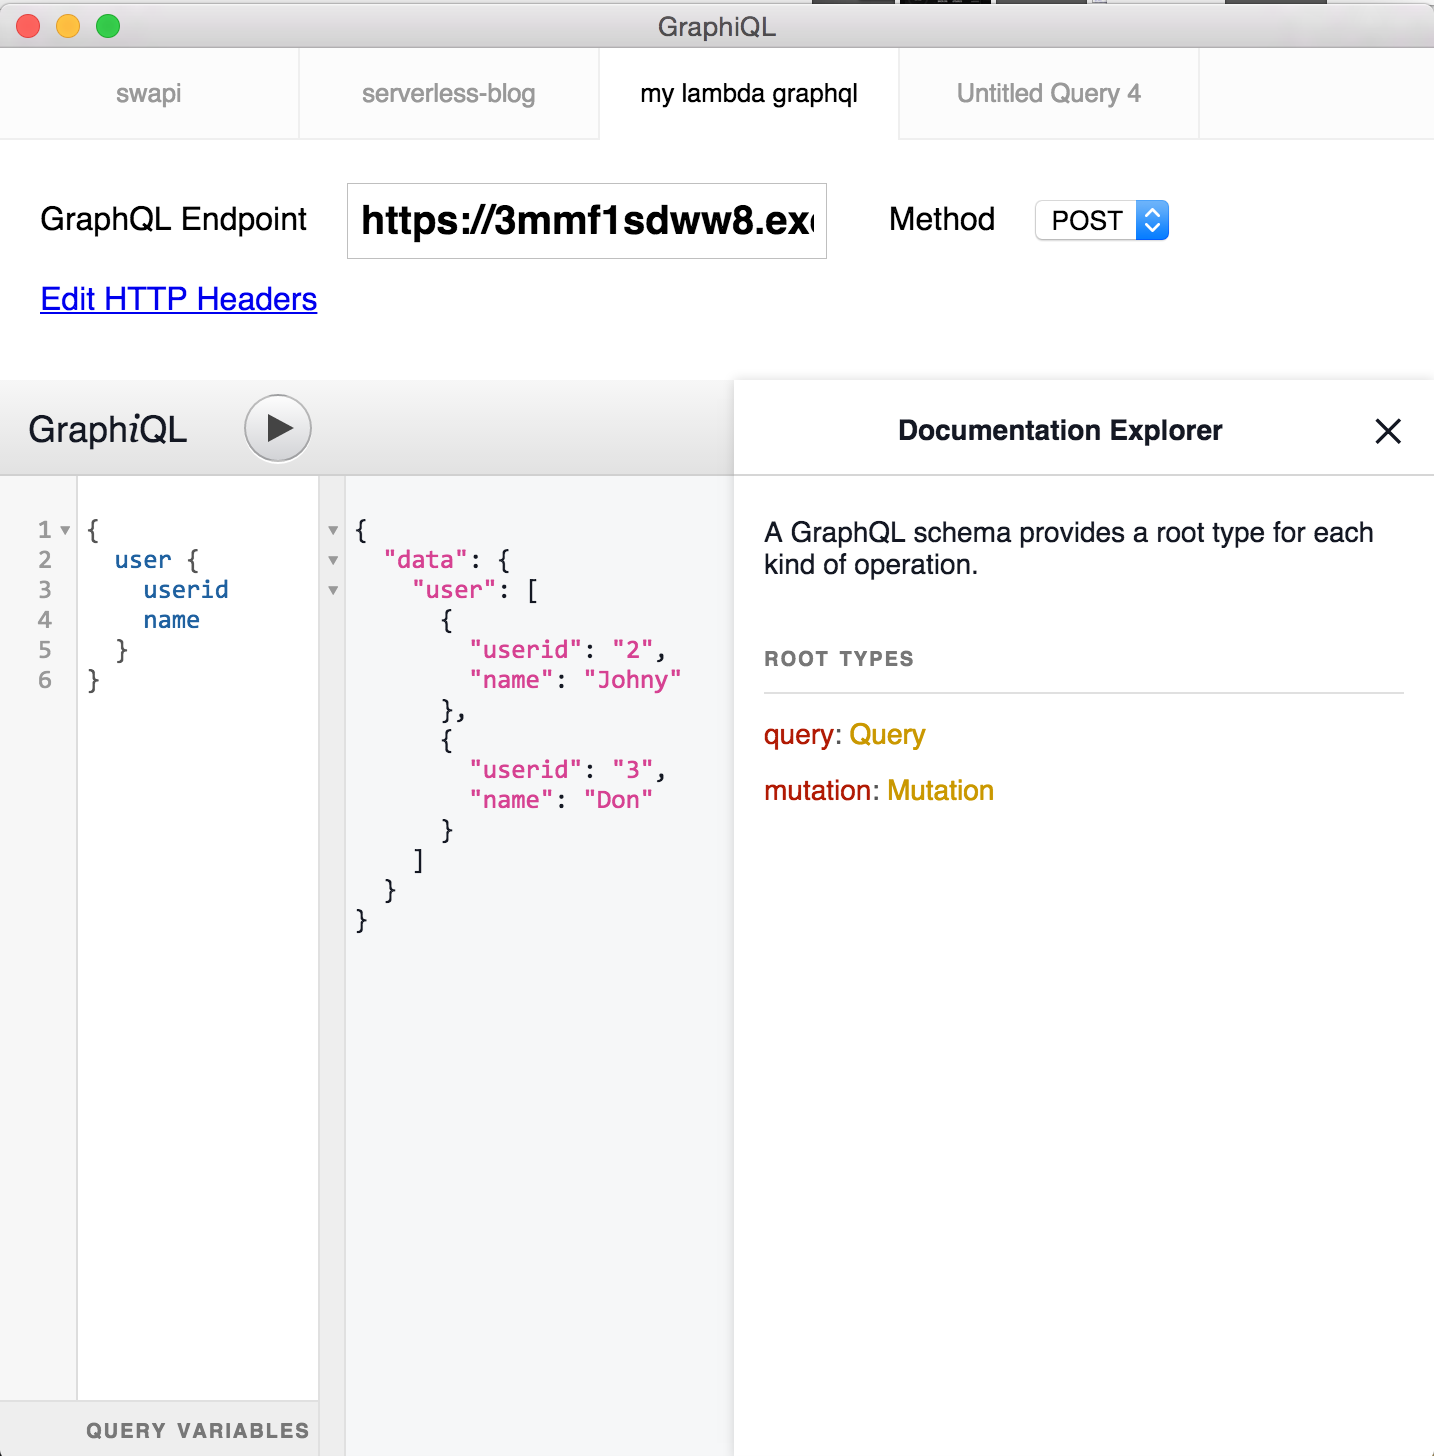 GraphiQL
swapi
serverless-blog
my lambda graphql
Untitled Query 4
GraphQL Endpoint
https://3mmf1sdww8.exe
Method
POST
Edit HTTP Headers
GraphiQL
1 {
2 user {
3 userid
4 name
5 }
6 }
QUERY VARIABLES
{
"data": {
"user": [
{
"userid": "2",
"name": "Johny"
},
{
"userid": "3",
"name": "Don"
}
]
}
}
Documentation Explorer
A GraphQL schema provides a root type for each
kind of operation.
ROOT TYPES
query: Query
mutation: Mutation